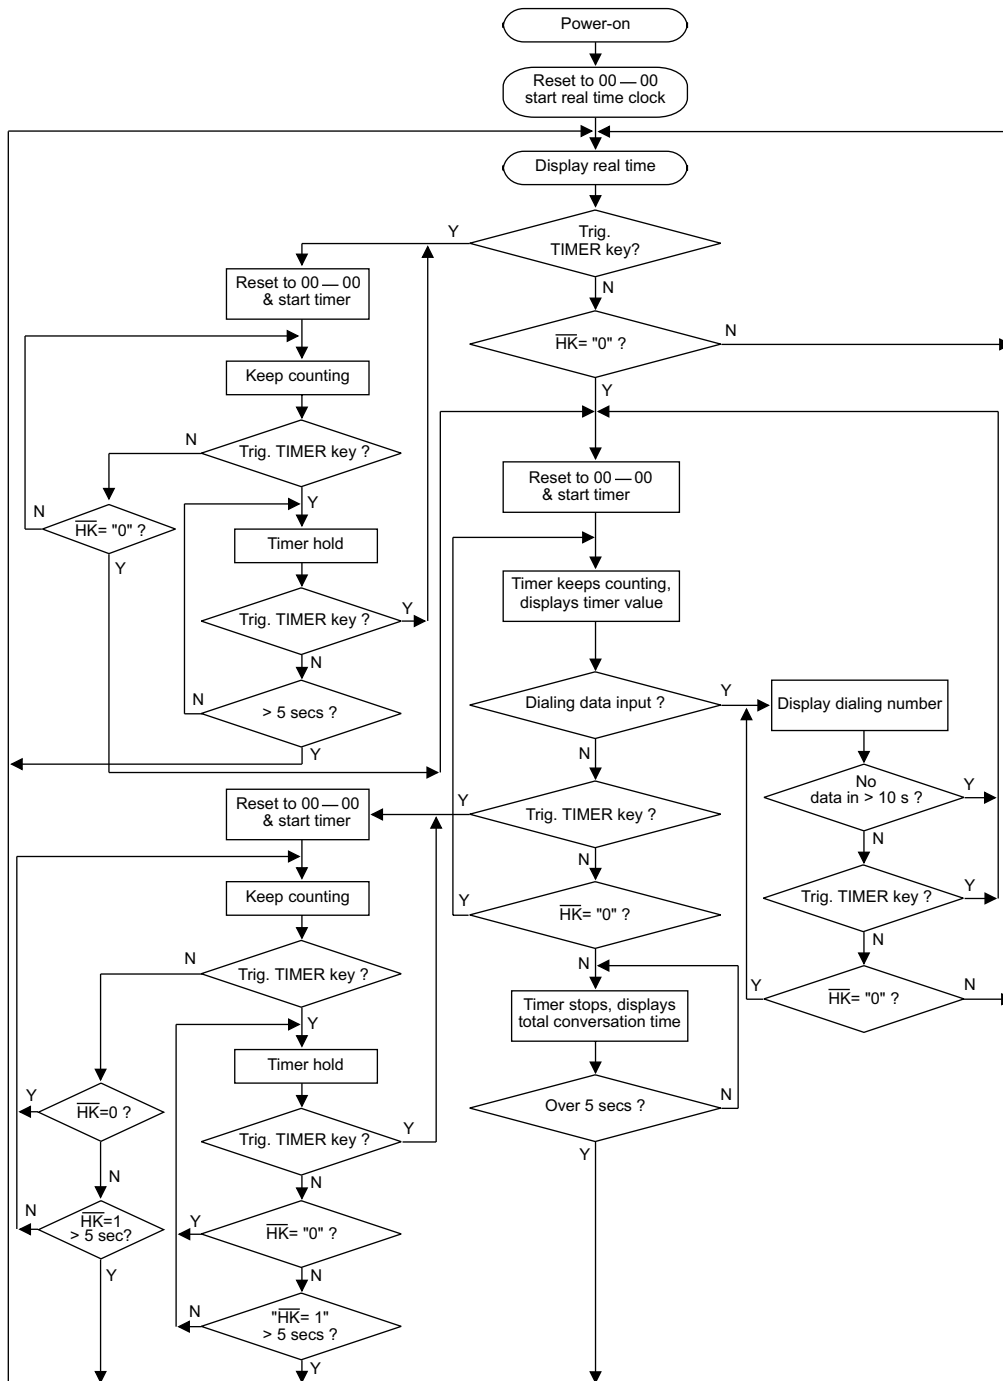 Power-on
Reset to 00 — 00
start real time clock
Display real time
Trig.
TIMER key?
Y
N
HK= "0" ?
N
Y
Reset to 00 — 00
& start timer
Keep counting
Trig. TIMER key ?
N
Y
HK= "0" ?
N
Y
Timer hold
Trig. TIMER key ?
Y
N
> 5 secs ?
N
Y
Reset to 00 — 00
& start timer
Timer keeps counting,
displays timer value
Dialing data input ?
Y
N
Display dialing number
No
data in > 10 s ?
Y
N
Trig. TIMER key ?
Y
N
HK= "0" ?
Y
N
Trig. TIMER key ?
Y
N
HK= "0" ?
Y
N
Timer stops, displays
total conversation time
Over 5 secs ?
N
Y
Reset to 00 — 00
& start timer
Keep counting
Trig. TIMER key ?
N
Y
Timer hold
Trig. TIMER key ?
Y
N
HK=0 ?
Y
N
HK=1
> 5 sec?
N
Y
HK= "0" ?
Y
N
"HK= 1"
> 5 secs ?
N
Y